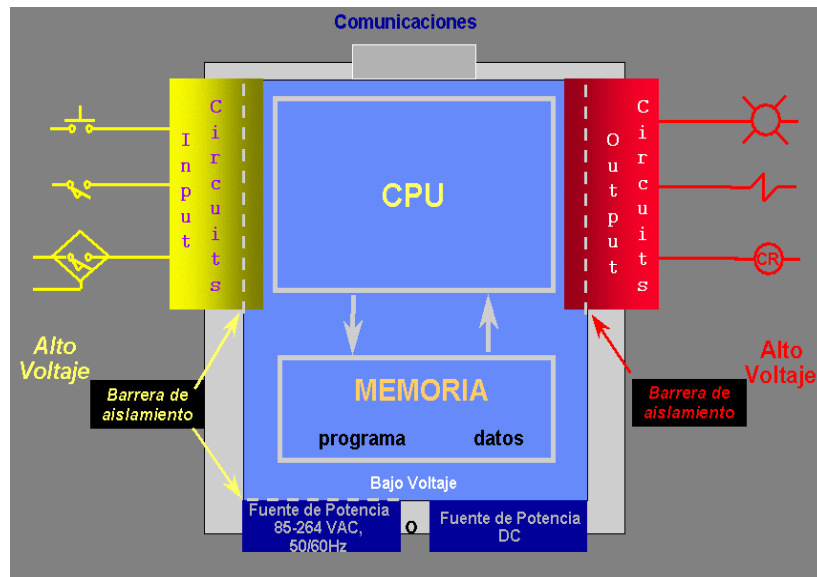 Comunicaciones
Input
Circuits
CPU
Output
Circuits
CR
Alto
Voltaje
Alto
Voltaje
Barrera de
aislamiento
MEMORIA
programa datos
Barrera de
aislamiento
Bajo Voltaje
Fuente de Potencia
85-264 VAC,
50/60Hz
o
Fuente de Potencia
DC